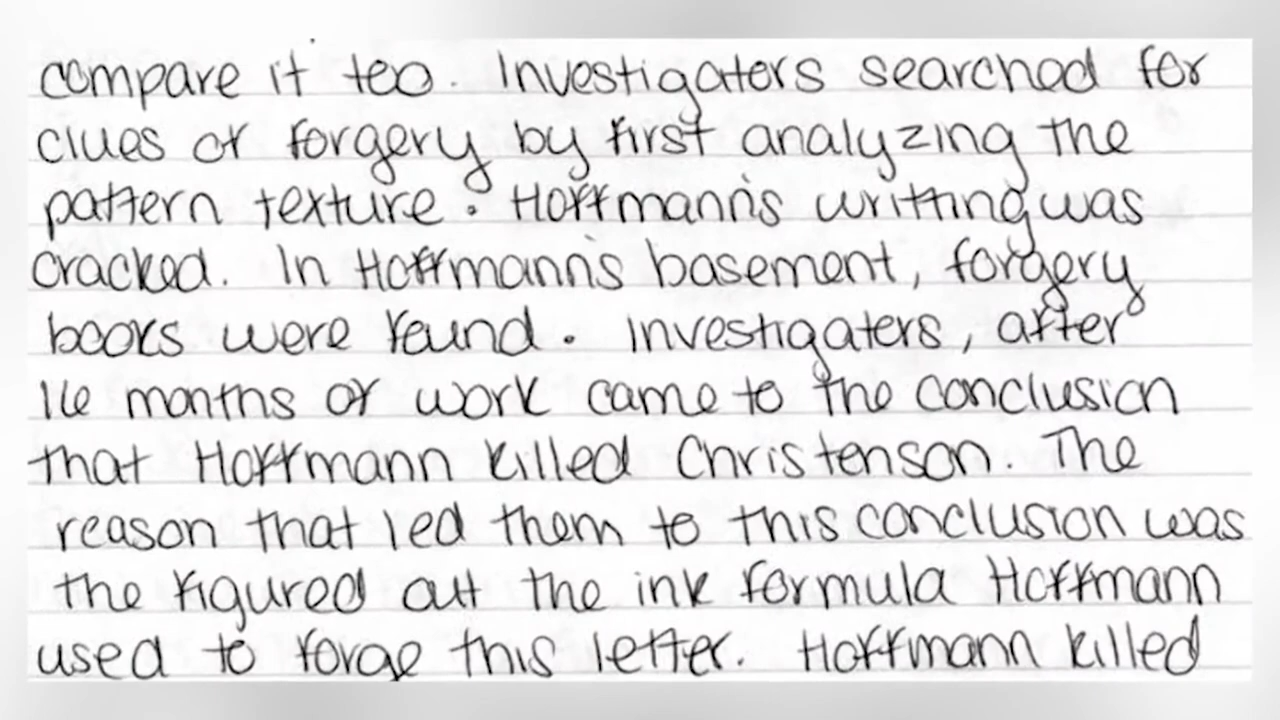 compare it too. Investigators searched for
clues of forgery by first analyzing the
pattern texture. Hoffmann's writting was
cracked. In Hoffmann's basement, forgery
books were found. Investigaters, after
16 months of work came to the conclusion
that Hoffmann killed Christenson. The
reason that led them to this conclusion was
the figured out the ink formula Hoffmann
used to forge this letter. Hoffmann killed